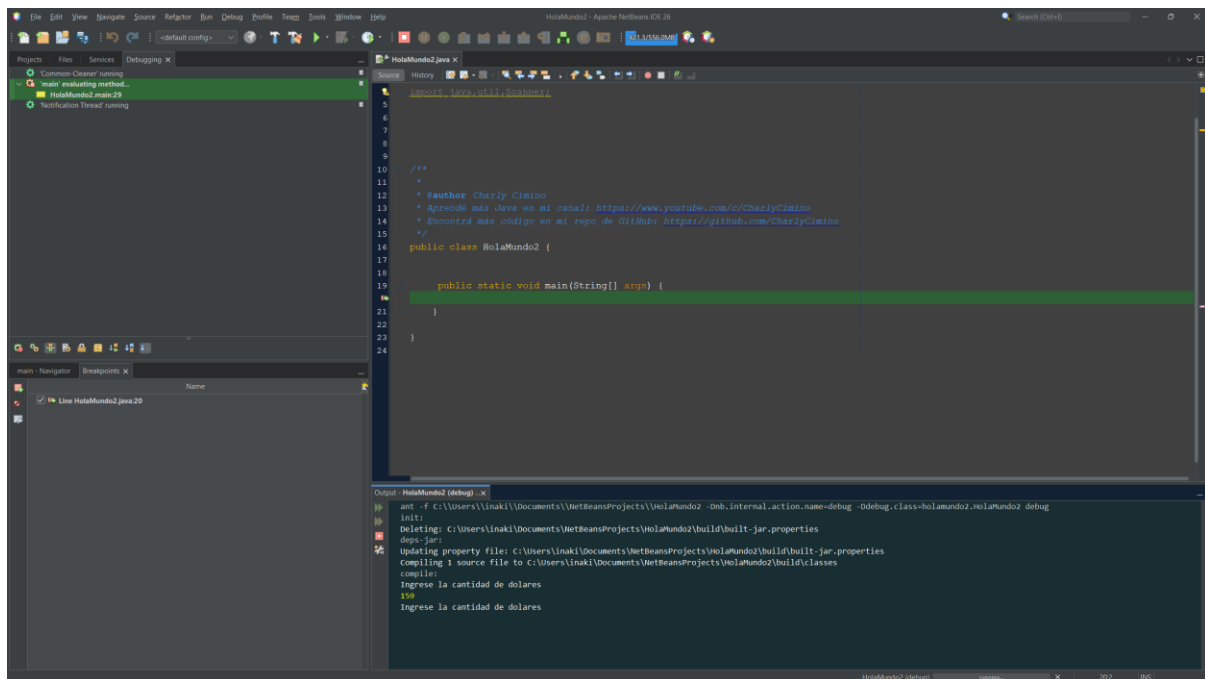 File Edit View Navigate Source Refactor Run Debug Profile Team Tools Window Help
HolaMundo2 - Apache NetBeans IDE 26
Search (Ctrl+I)
<default config>
421.3/556.0MB
Projects Files Services Debugging
'Common-Cleaner' running
'main' evaluating method...
HolaMundo2.main:29
'Notification Thread' running
main - Navigator Breakpoints
Name
Line HolaMundo2.java:20
HolaMundo2.java
Source History
import java.util.Scanner;
5
6
7
8
9
10 /**
11 *
12 * @author Charly Cimino
13 * Aprendé más Java en mi canal: https://www.youtube.com/c/CharlyCimino
14 * Encontrá más código en mi repo de GitHub: https://github.com/CharlyCimino
15 */
16 public class HolaMundo2 {
17
18
19 public static void main(String[] args) {
21 }
22
23 }
24
Output - HolaMundo2 (debug) ...
ant -f C:\\Users\\inaki\\Documents\\NetBeansProjects\\HolaMundo2 -Dnb.internal.action.name=debug -Ddebug.class=holamundo2.HolaMundo2 debug
init:
Deleting: C:\Users\inaki\Documents\NetBeansProjects\HolaMundo2\build\built-jar.properties
deps-jar:
Updating property file: C:\Users\inaki\Documents\NetBeansProjects\HolaMundo2\build\built-jar.properties
Compiling 1 source file to C:\Users\inaki\Documents\NetBeansProjects\HolaMundo2\build\classes
compile:
Ingrese la cantidad de dolares
159
Ingrese la cantidad de dolares
HolaMundo2 (debug) running... 20:2 INS